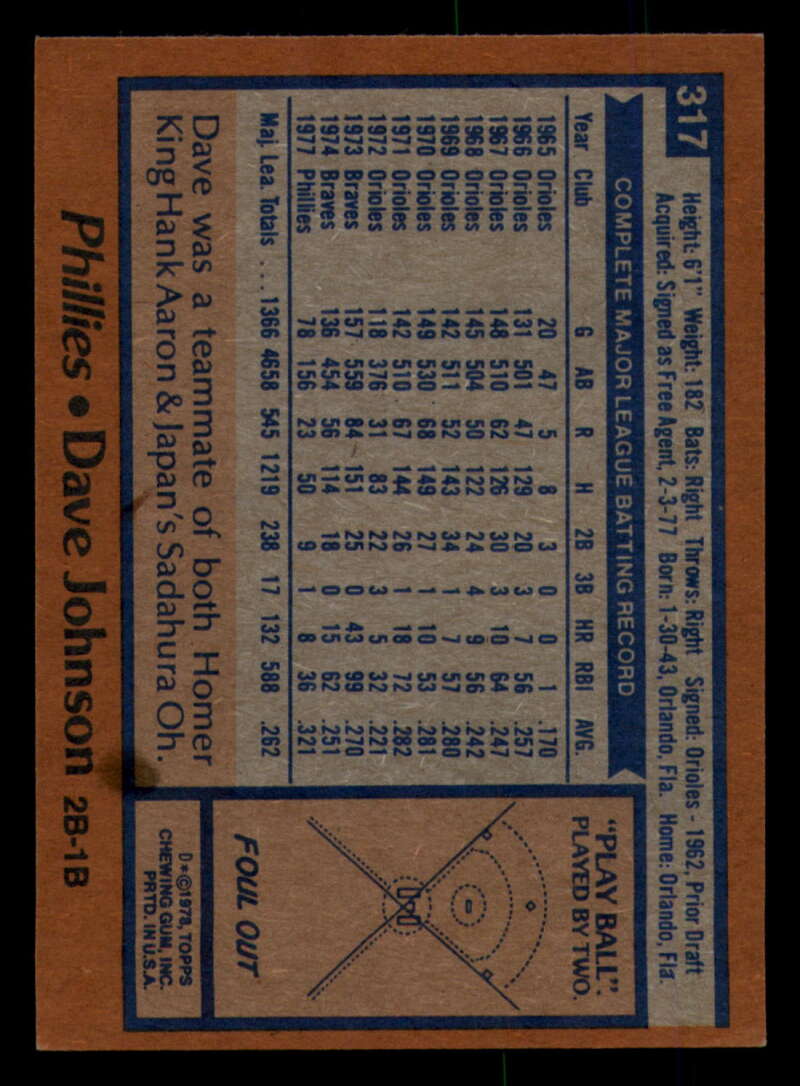 317
Height: 6'1" Weight: 182 Bats: Right Throws: Right Signed: Orioles - 1962, Prior Draft
Acquired: Signed as Free Agent, 2-3-77 Born: 1-30-43, Orlando, Fla. Home: Orlando, Fla.
COMPLETE MAJOR LEAGUE BATTING RECORD
Year Club G AB R H 2B 3B HR RBI AVG.
1965 Orioles 20 47 5 8 3 0 0 1 .170
1966 Orioles 131 501 47 129 20 3 7 56 .257
1967 Orioles 148 510 62 126 30 3 10 64 .247
1968 Orioles 145 504 50 122 24 4 9 56 .242
1969 Orioles 142 511 52 143 34 1 7 57 .280
1970 Orioles 149 530 68 149 27 1 10 53 .281
1971 Orioles 142 510 67 144 26 1 18 72 .282
1972 Orioles 118 376 31 83 22 3 5 32 .221
1973 Braves 157 559 84 151 25 0 43 99 .270
1974 Braves 136 454 56 114 18 0 15 62 .251
1977 Phillies 78 156 23 50 9 1 8 36 .321
Maj. Lea. Totals ... 1366 4658 545 1219 238 17 132 588 .262
Dave was a teammate of both Homer
King Hank Aaron & Japan's Sadahura Oh.
"PLAY BALL".
PLAYED BY TWO.
FOUL OUT
D*©1978, TOPPS
CHEWING GUM, INC.
PRTD. IN U.S.A.
Phillies • Dave Johnson 2B-1B